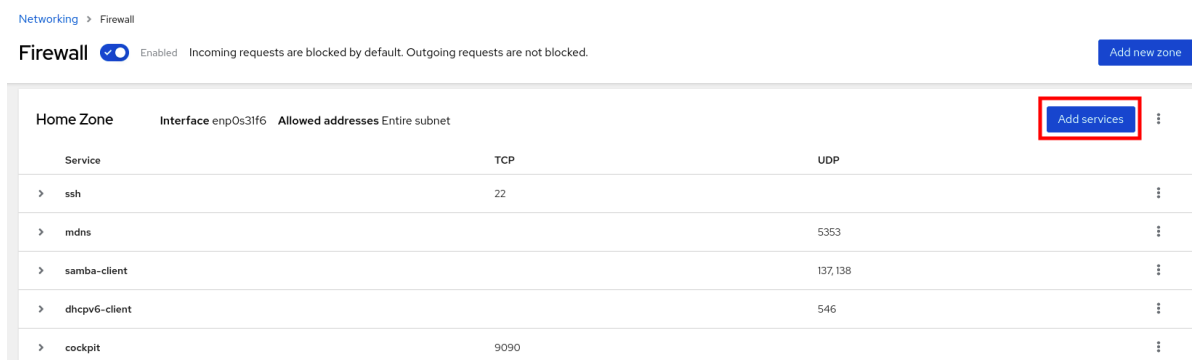 Networking > Firewall
Firewall Enabled Incoming requests are blocked by default. Outgoing requests are not blocked. Add new zone
Home Zone Interface enp0s31f6 Allowed addresses Entire subnet Add services
Service TCP UDP
ssh 22
mdns 5353
samba-client 137, 138
dhcpv6-client 546
cockpit 9090